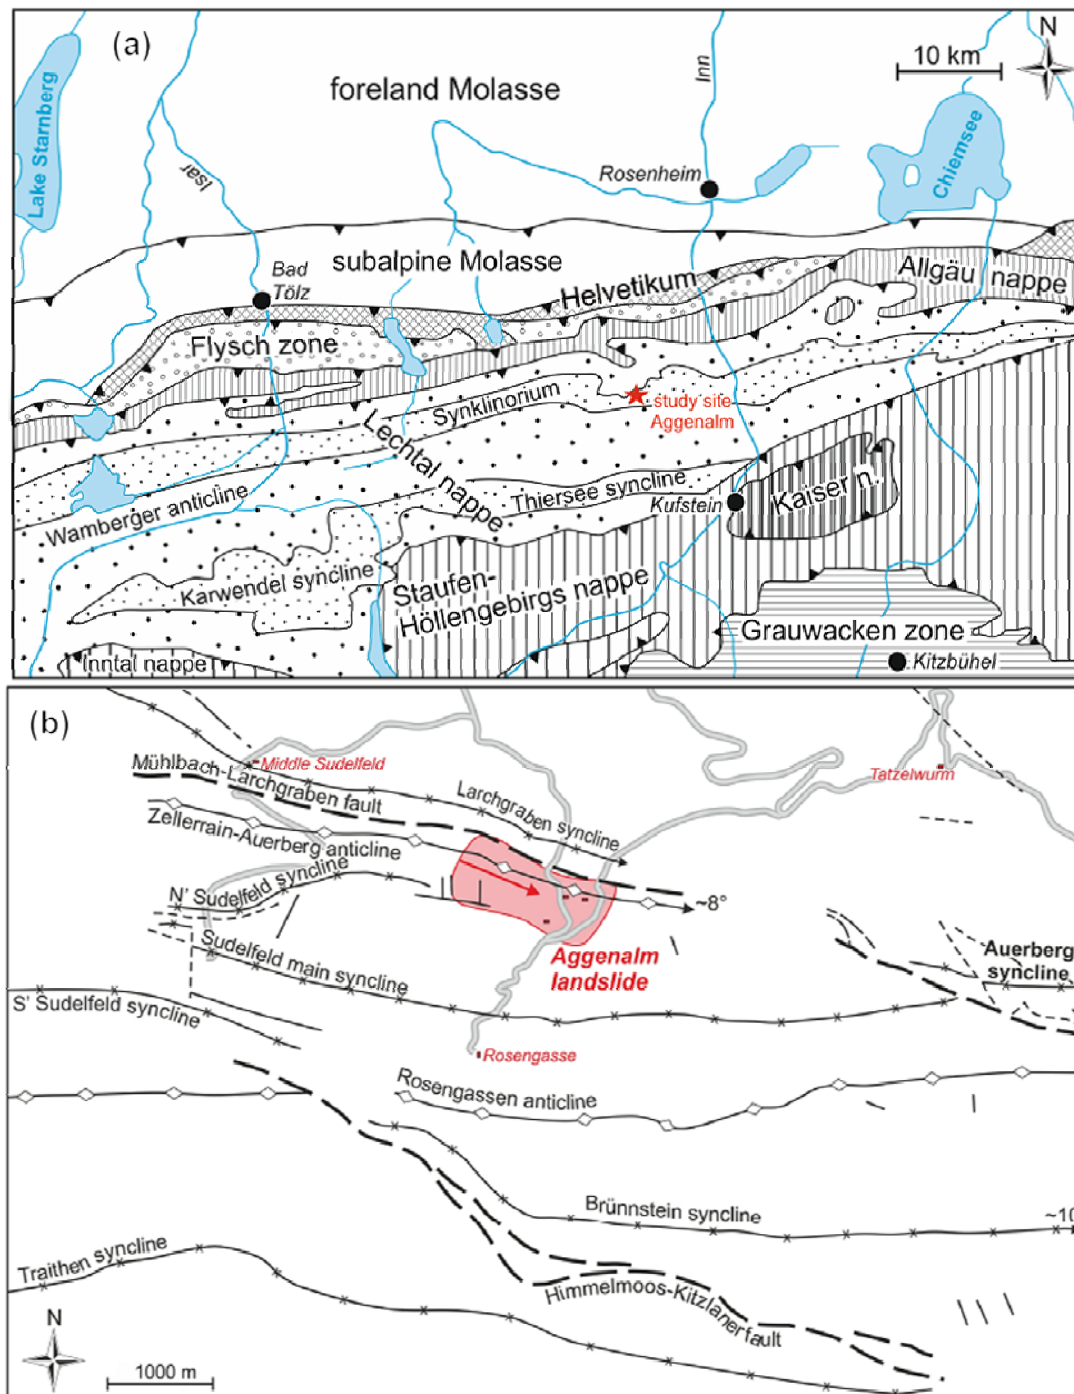 (a)
N
10 km
Lake Starnberg
foreland Molasse
Inn
Isar
Rosenheim
Chiemsee
subalpine Molasse
Bad
Tölz
Helvetikum
Allgäu nappe
Flysch zone
Synklinorium
study site
Aggenalm
Lechtal nappe
Wamberger anticline
Thiersee syncline
Kufstein
Kaiser n.
Karwendel syncline
Staufen-
Höllengebirgs nappe
Grauwacken zone
Inntal nappe
Kitzbühel
(b)
Middle Sudelfeld
Mühlbach-Larchgraben fault
Larchgraben syncline
Tatzelwurm
Zellerrain-Auerberg anticline
N' Sudelfeld syncline
~8°
Sudelfeld main syncline
Aggenalm
landslide
Auerberg
syncline
S' Sudelfeld syncline
Rosengasse
Rosengassen anticline
Brünnstein syncline
~10
Traithen syncline
Himmelmoos-Kitzlanerfault
N
1000 m